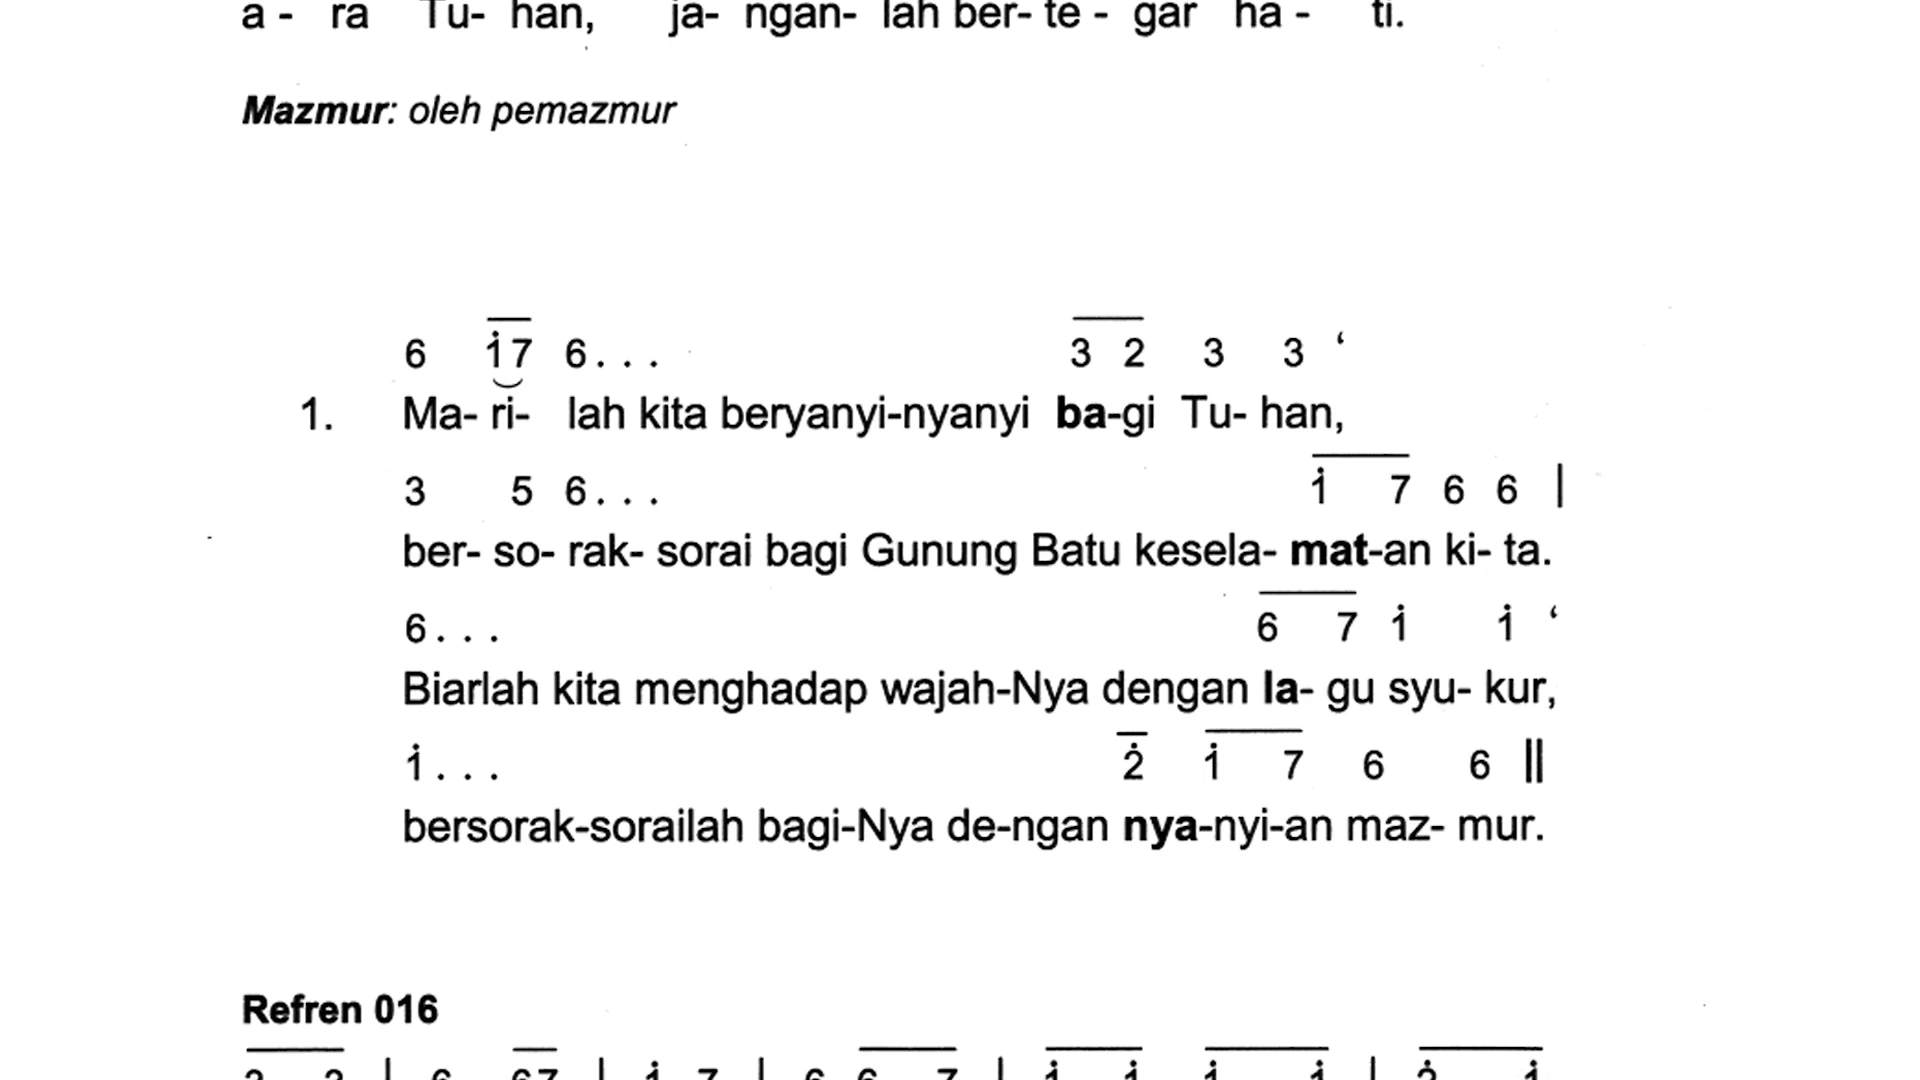 a - ra Tu- han, ja- ngan- lah ber- te - gar ha - ti.
Mazmur: oleh pemazmur
6 i̇7 6. . . 3 2 3 3 ‘
1. Ma- ri- lah kita beryanyi-nyanyi ba-gi Tu- han,
3 5 6. . . i̇ 7 6 6 |
ber- so- rak- sorai bagi Gunung Batu kesela- mat-an ki- ta.
6. . . 6 7 1̇ 1̇ ‘
Biarlah kita menghadap wajah-Nya dengan la- gu syu- kur,
1̇ . . . 2̇ 1̇ 7 6 6 ||
bersorak-sorailah bagi-Nya de-ngan nya-nyi-an maz- mur.
Refren 016